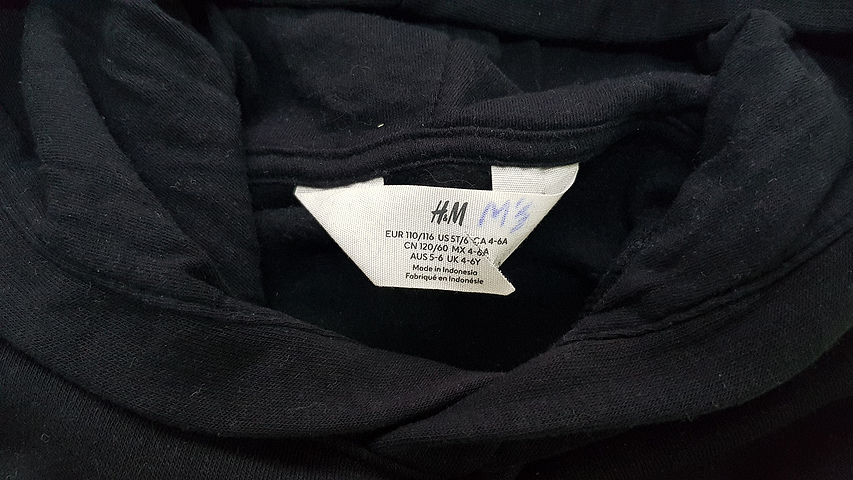 H&M M's
EUR 110/116 US 5T/6 CA 4-6A
CN 120/60 MX 4-6A
AUS 5-6 UK 4-6Y
Made in Indonesia
Fabriqué en Indonésie